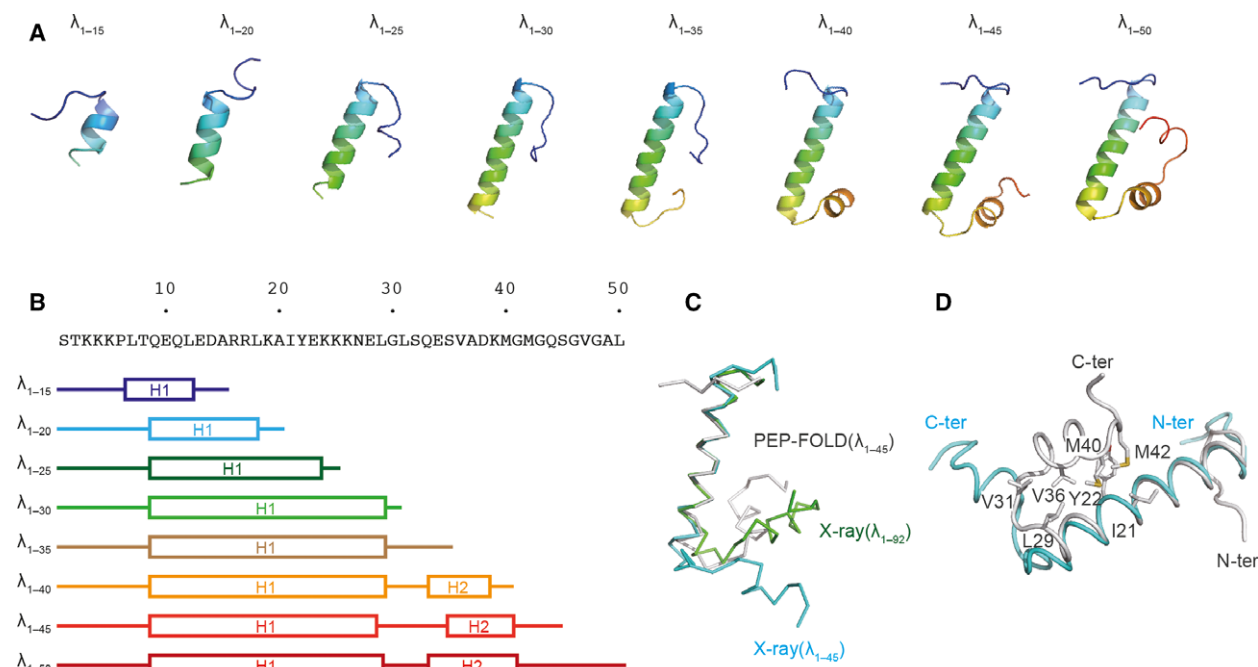 A
λ1–15 λ1–20 λ1–25 λ1–30 λ1–35 λ1–40 λ1–45 λ1–50
B
10 20 30 40 50
STKKKPLTQEQLEDARRLKAIYEKKKNELGLSQESVADKMGMGQSGVGAL
λ1–15 H1
λ1–20 H1
λ1–25 H1
λ1–30 H1
λ1–35 H1
λ1–40 H1 H2
λ1–45 H1 H2
λ1–50 H1 H2
C
PEP-FOLD(λ1–45)
X-ray(λ1–92)
X-ray(λ1–45)
D
C-ter
C-ter
N-ter
M40
M42
V31
V36
Y22
I21
L29
N-ter